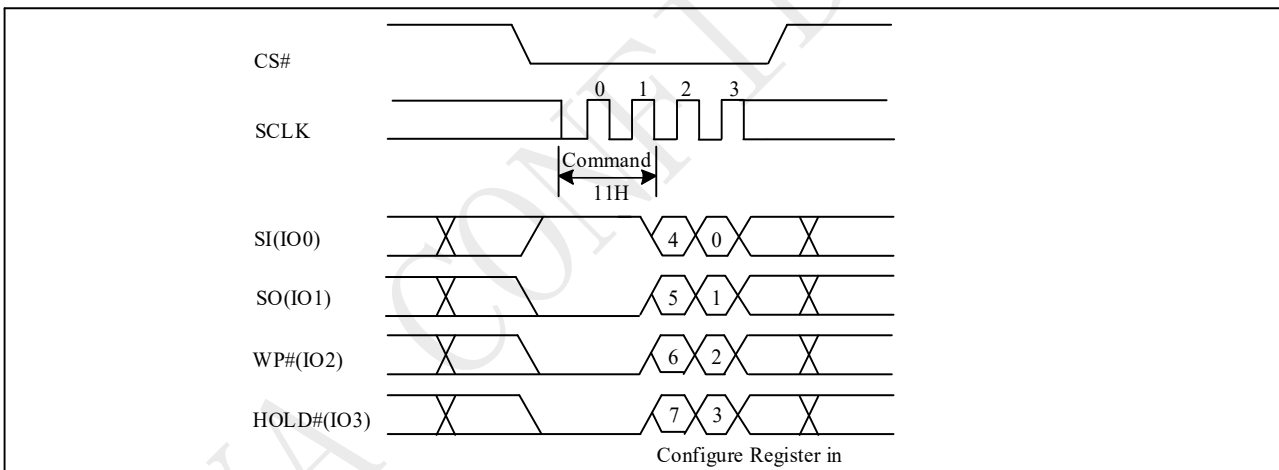 CS#
0 1 2 3
SCLK
Command
11H
SI(IO0) 4 0
SO(IO1) 5 1
WP#(IO2) 6 2
HOLD#(IO3) 7 3
Configure Register in